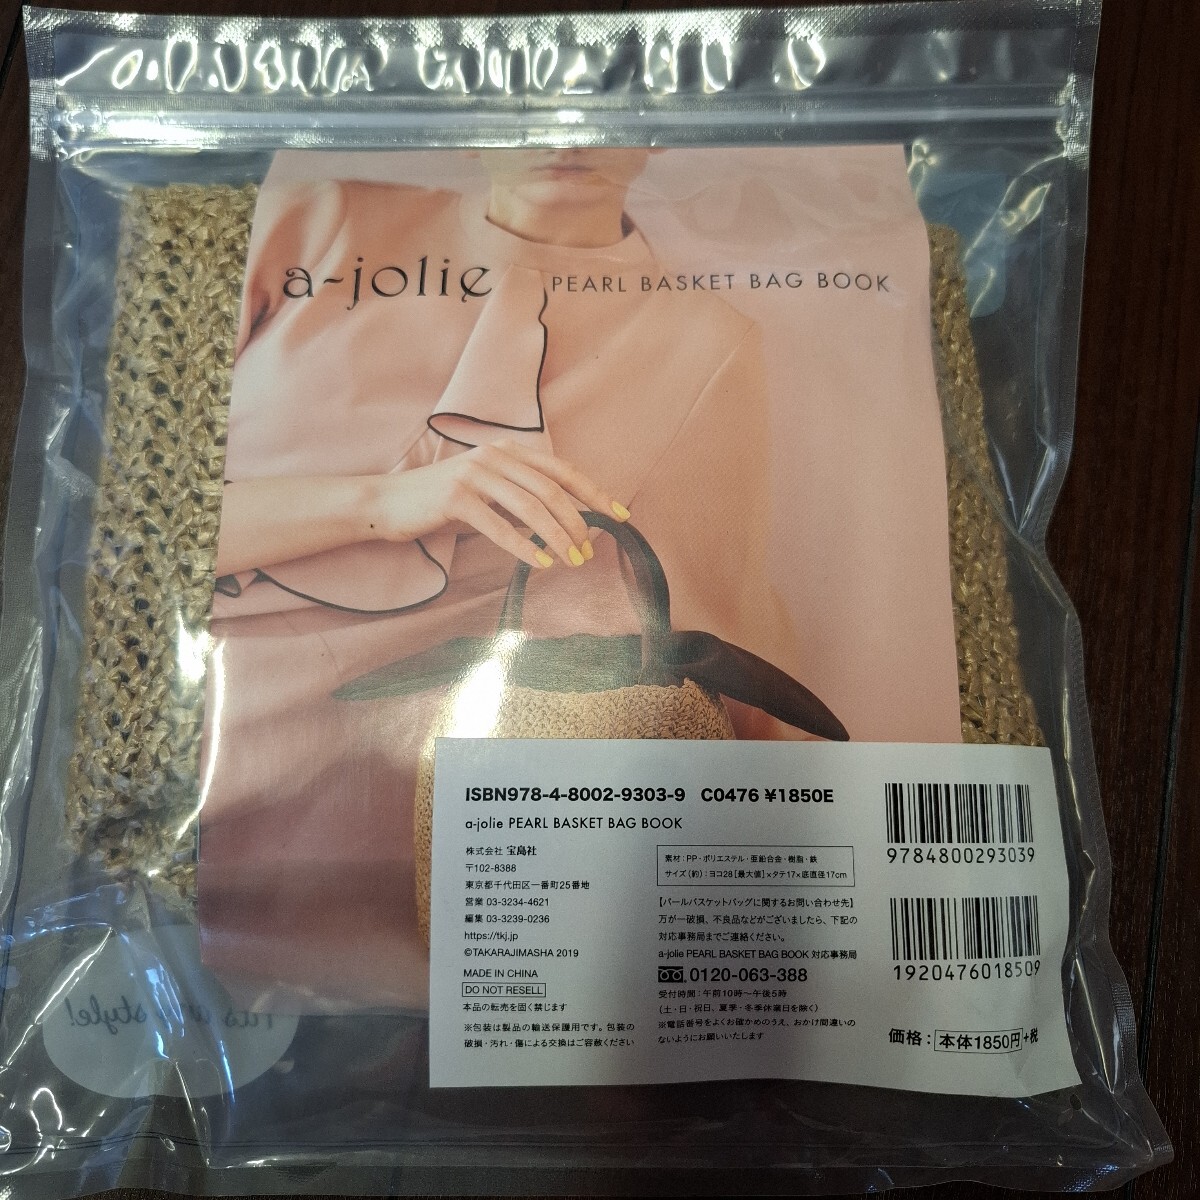 a-jolie PEARL BASKET BAG BOOK
ISBN978-4-8002-9303-9 C0476 ¥1850E
a-jolie PEARL BASKET BAG BOOK
株式会社 宝島社
〒102-8388
東京都千代田区一番町25番地
営業 03-3234-4621
編集 03-3239-0236
https://tkj.jp
©TAKARAJIMASHA 2019
MADE IN CHINA
DO NOT RESELL
本品の転売を固く禁じます
※包装は製品の輸送保護用です。包装の
破損・汚れ・傷による交換はご容赦ください
素材：PP・ポリエステル・亜鉛合金・樹脂・鉄
サイズ（約）：ヨコ28［最大値］×タテ17×底直径17cm
【パールバスケットバッグに関するお問い合わせ先】
万が一破損、不良品などがございましたら、下記の
対応事務局までご連絡ください。
a-jolie PEARL BASKET BAG BOOK 対応事務局
0120-063-388
受付時間：午前10時〜午後5時
（土・日・祝日、夏季・冬季休業日を除く）
※電話番号をよくお確かめのうえ、おかけ間違いの
ないようにお願いいたします
9784800293039
1920476018509
価格：本体1850円+税
style!